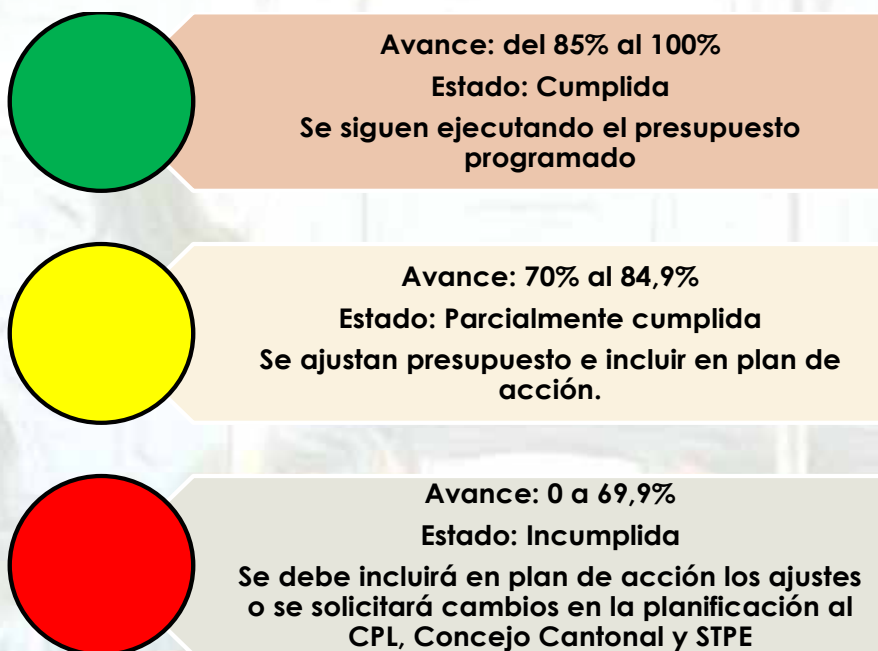 Avance: del 85% al 100%
Estado: Cumplida
Se siguen ejecutando el presupuesto
programado
Avance: 70% al 84,9%
Estado: Parcialmente cumplida
Se ajustan presupuesto e incluir en plan de
acción.
Avance: 0 a 69,9%
Estado: Incumplida
Se debe incluirá en plan de acción los ajustes
o se solicitará cambios en la planificación al
CPL, Concejo Cantonal y STPE